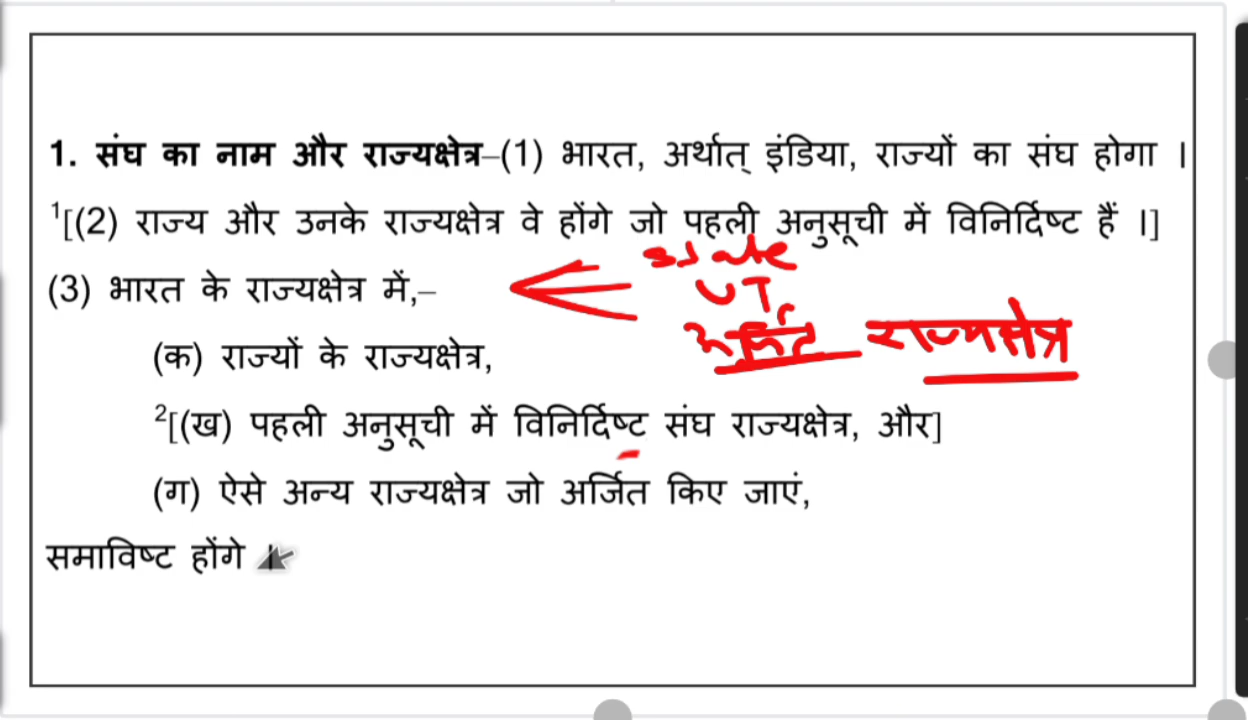 1. संघ का नाम और राज्यक्षेत्र–(1) भारत, अर्थात् इंडिया, राज्यों का संघ होगा ।
¹[(2) राज्य और उनके राज्यक्षेत्र वे होंगे जो पहली अनुसूची में विनिर्दिष्ट हैं ।]
state
(3) भारत के राज्यक्षेत्र में,–
UT,
अर्जित राज्यक्षेत्र
(क) राज्यों के राज्यक्षेत्र,
²[(ख) पहली अनुसूची में विनिर्दिष्ट संघ राज्यक्षेत्र, और]
(ग) ऐसे अन्य राज्यक्षेत्र जो अर्जित किए जाएं,
समाविष्ट होंगे ।